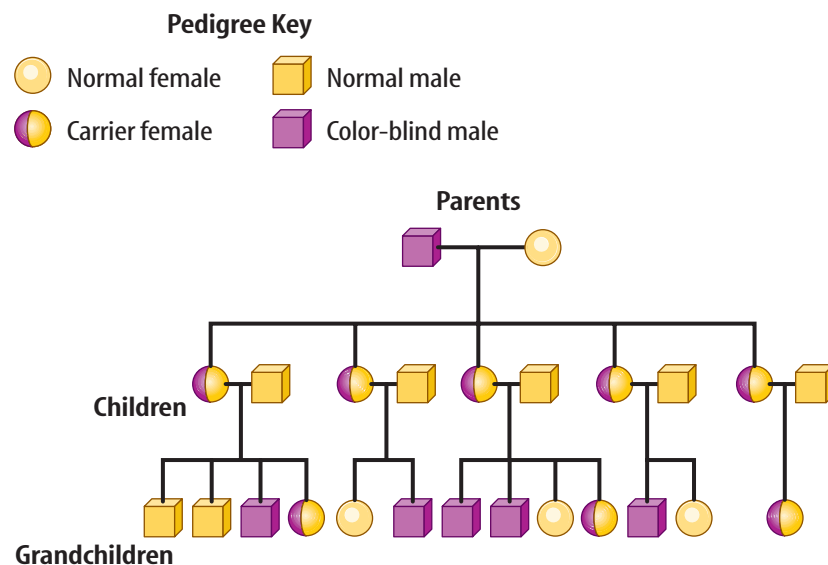 Pedigree Key
Normal female
Normal male
Carrier female
Color-blind male
Parents
Children
Grandchildren